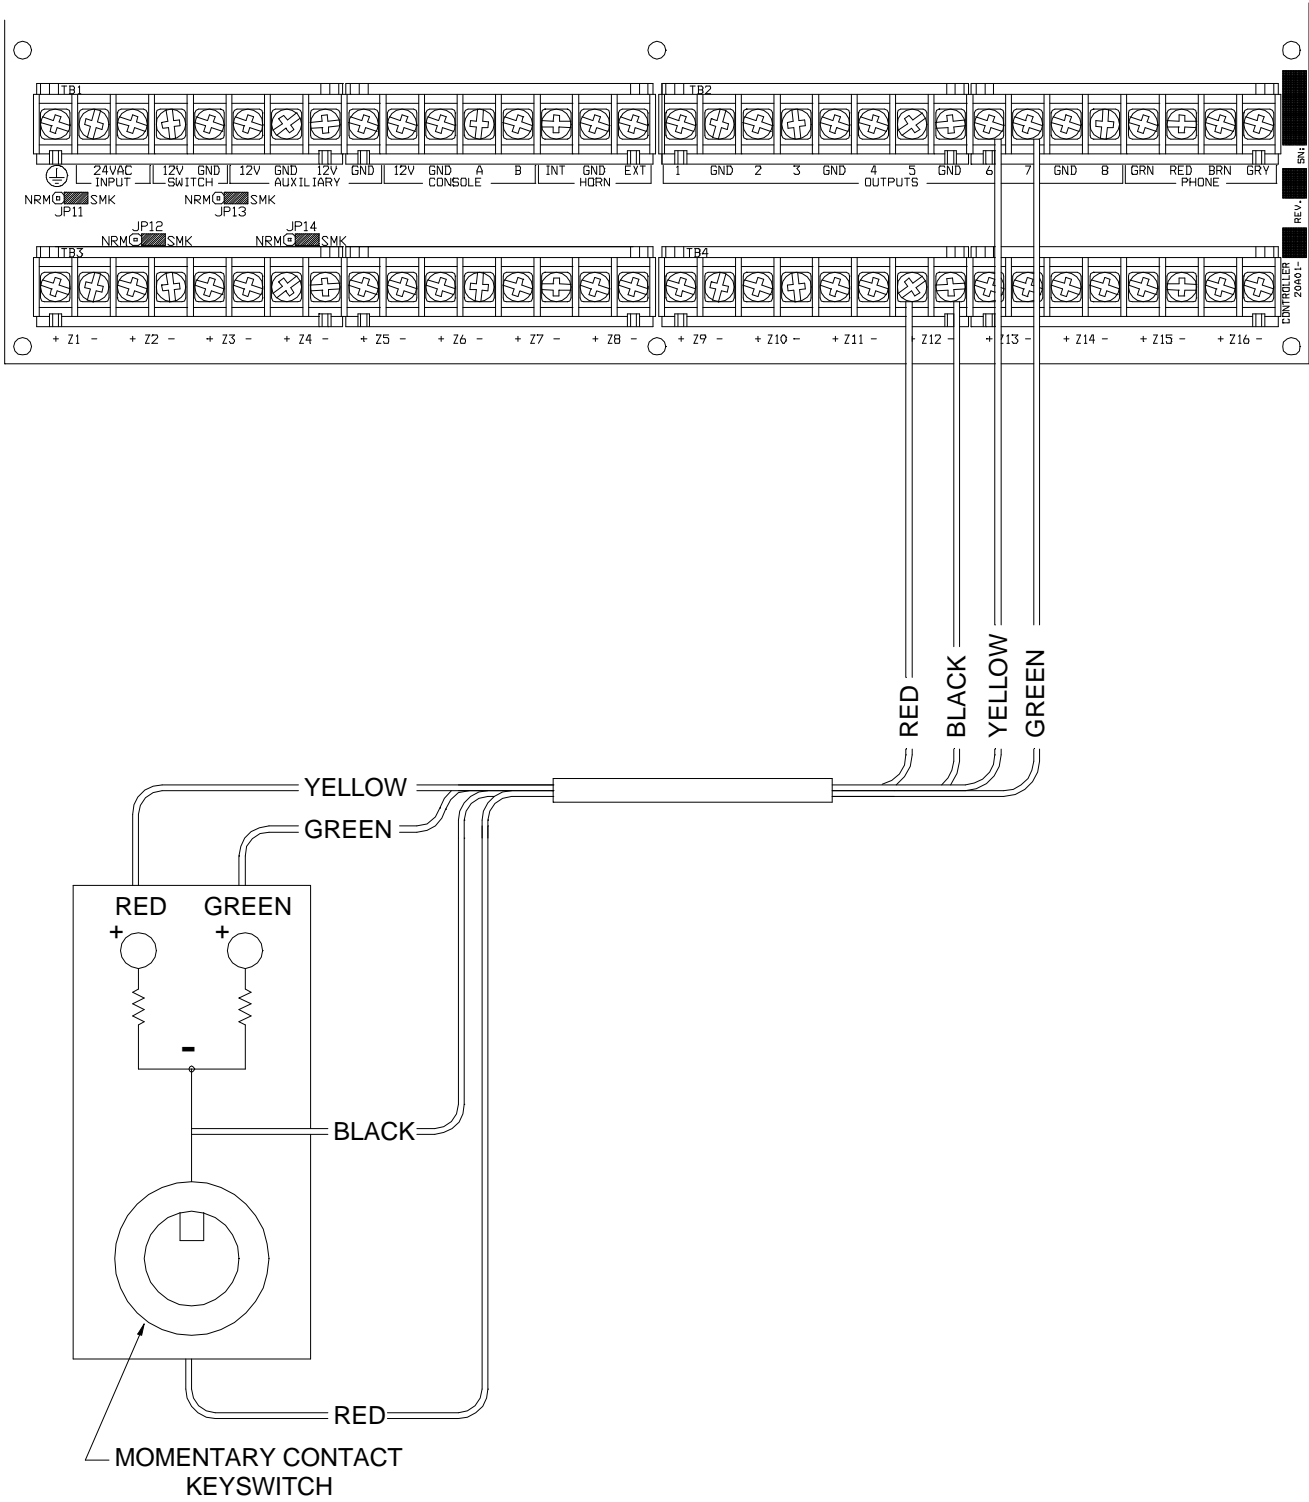 TB1 TB2
24VAC 12V GND 12V GND 12V GND 12V GND A B INT GND EXT 1 GND 2 3 GND 4 5 GND 6 7 GND 8 GRN RED BRN GRY
INPUT SWITCH AUXILIARY CONSOLE HORN OUTPUTS PHONE
SN:
NRM SMK NRM SMK
JP11 JP13
REV.
JP12 JP14
NRM SMK NRM SMK
TB3 TB4
CONTROLLER
20A01-
+ Z1 - + Z2 - + Z3 - + Z4 - + Z5 - + Z6 - + Z7 - + Z8 - + Z9 - + Z10 - + Z11 - + Z12 - + Z13 - + Z14 - + Z15 - + Z16 -
RED
BLACK
YELLOW
GREEN
YELLOW
GREEN
RED GREEN
+ +
-
BLACK
RED
MOMENTARY CONTACT
KEYSWITCH